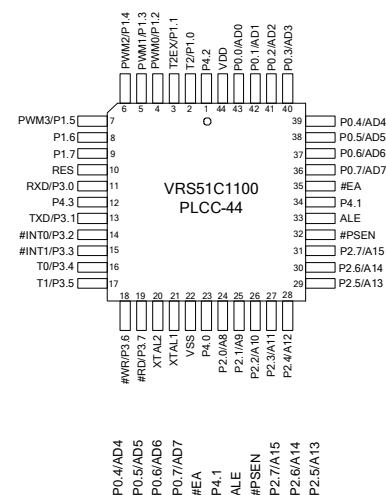 PWM2/P1.4
PWM1/P1.3
PWM0/P1.2
T2EX/P1.1
T2/P1.0
P4.2
VDD
P0.0/AD0
P0.1/AD1
P0.2/AD2
P0.3/AD3
6 5 4 3 2 1 44 43 42 41 40
PWM3/P1.5 7
P1.6 8
P1.7 9
RES 10
RXD/P3.0 11
P4.3 12
TXD/P3.1 13
#INT0/P3.2 14
#INT1/P3.3 15
T0/P3.4 16
T1/P3.5 17
VRS51C1100
PLCC-44
39 P0.4/AD4
38 P0.5/AD5
37 P0.6/AD6
36 P0.7/AD7
35 #EA
34 P4.1
33 ALE
32 #PSEN
31 P2.7/A15
30 P2.6/A14
29 P2.5/A13
18 19 20 21 22 23 24 25 26 27 28
#WR/P3.6
#RD/P3.7
XTAL2
XTAL1
VSS
P4.0
P2.0/A8
P2.1/A9
P2.2/A10
P2.3/A11
P2.4/A12
P0.4/AD4
P0.5/AD5
P0.6/AD6
P0.7/AD7
#EA
P4.1
ALE
#PSEN
P2.7/A15
P2.6/A14
P2.5/A13